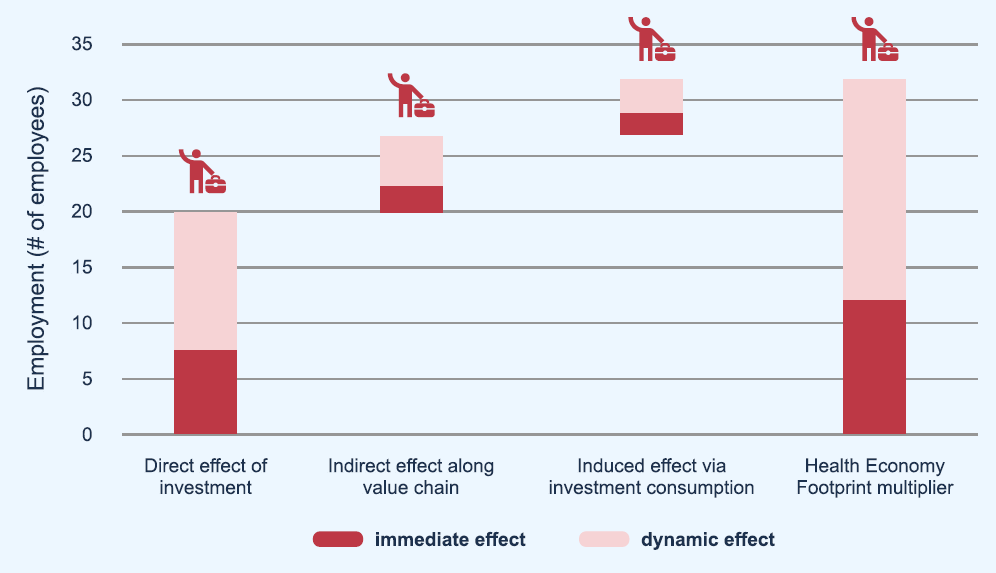 Employment (# of employees)
35
30
25
20
15
10
5
0
Direct effect of
investment
Indirect effect along
value chain
Induced effect via
investment consumption
Health Economy
Footprint multiplier
immediate effect
dynamic effect